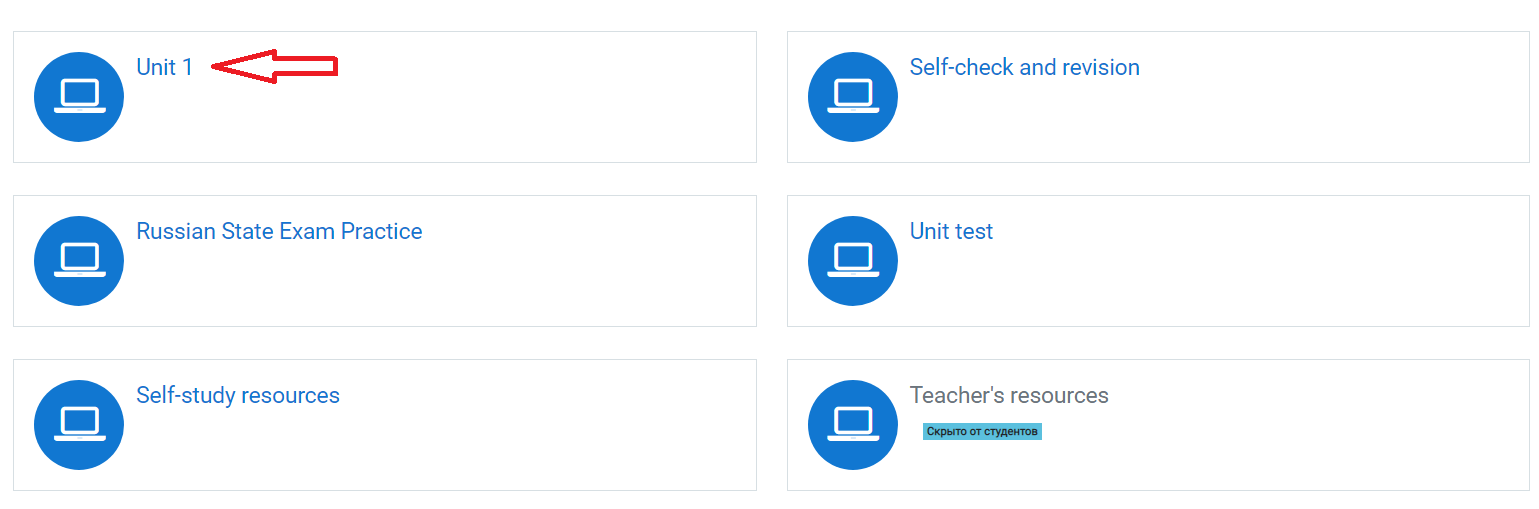 Unit 1
Self-check and revision
Russian State Exam Practice
Unit test
Self-study resources
Teacher's resources
Скрыто от студентов